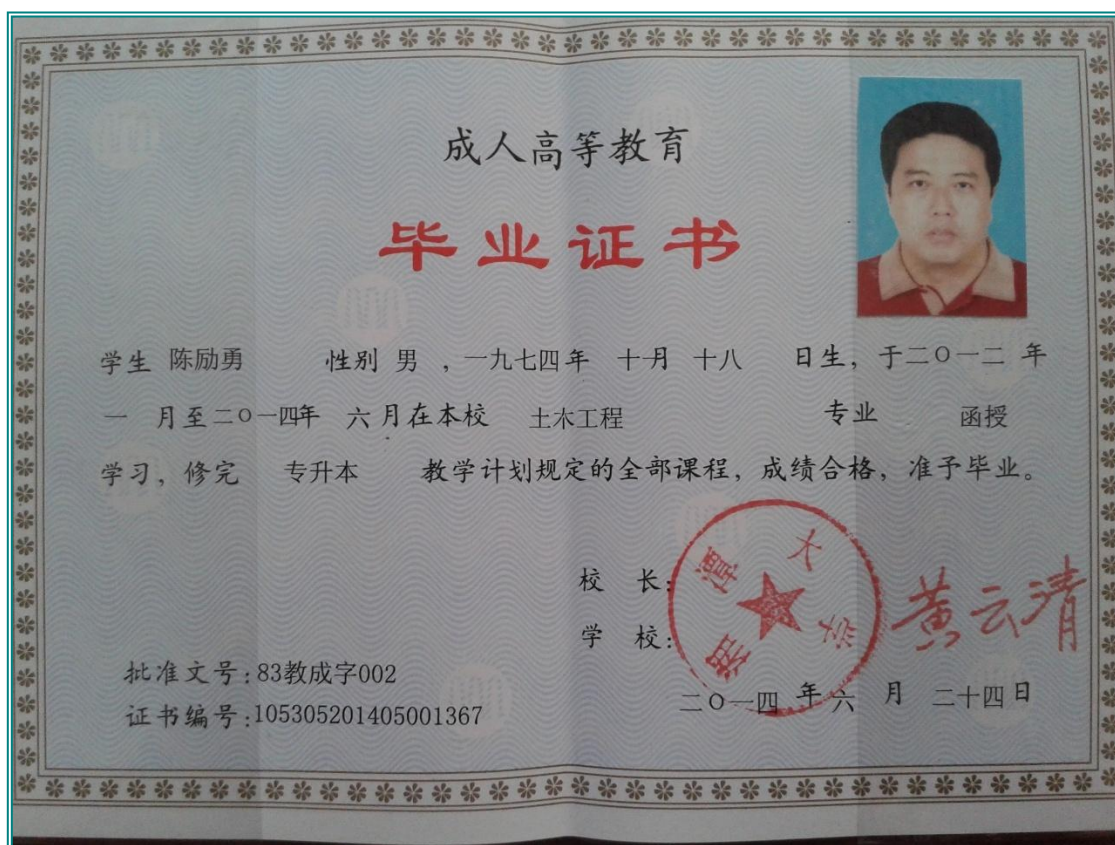 成人高等教育
毕业证书
学生 陈励勇 性别 男 ，一九七四年 十月 十八 日生，于二〇一二 年
一 月至二〇一四年 六月在本校 土木工程 专业 函授
学习，修完 专升本 教学计划规定的全部课程，成绩合格，准予毕业。
校 长：
黄云清
学 校：
湘潭大学
批准文号：83教成字002
证书编号：105305201405001367
二〇一四 年 六 月 二十四日